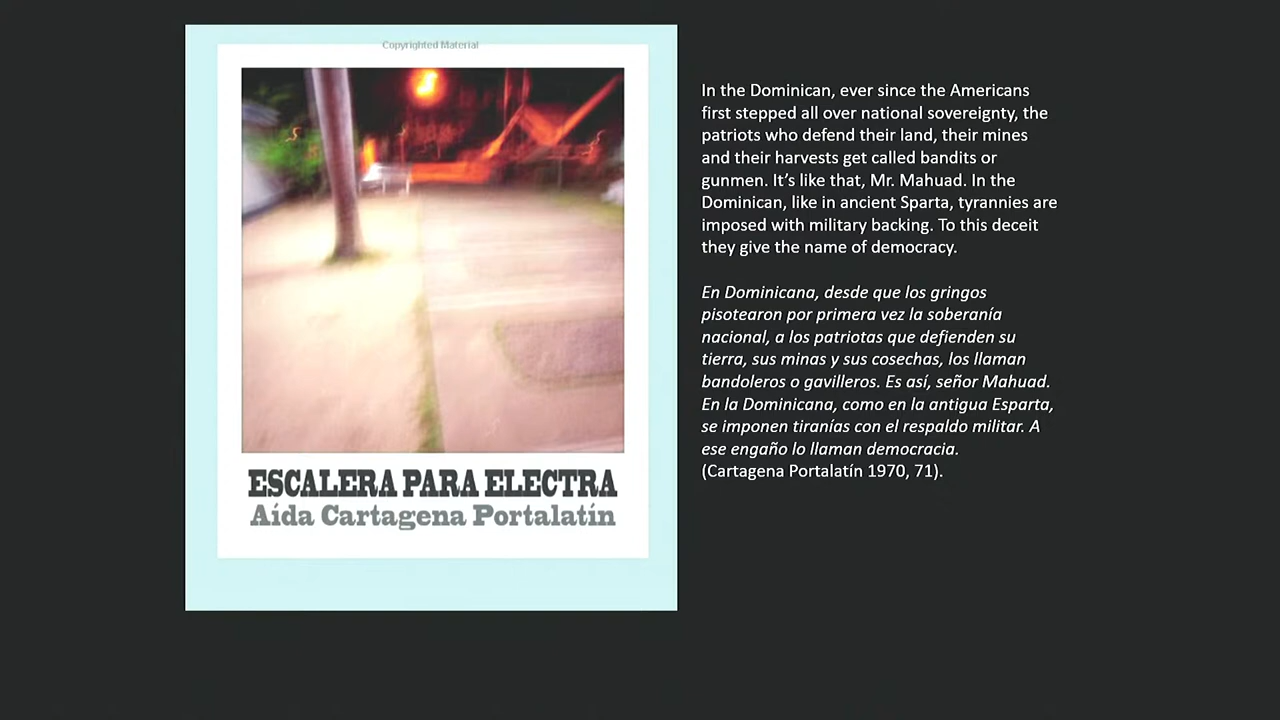 Copyrighted Material
ESCALERA PARA ELECTRA
Aída Cartagena Portalatín
In the Dominican, ever since the Americans
first stepped all over national sovereignty, the
patriots who defend their land, their mines
and their harvests get called bandits or
gunmen. It’s like that, Mr. Mahuad. In the
Dominican, like in ancient Sparta, tyrannies are
imposed with military backing. To this deceit
they give the name of democracy.
En Dominicana, desde que los gringos
pisotearon por primera vez la soberanía
nacional, a los patriotas que defienden su
tierra, sus minas y sus cosechas, los llaman
bandoleros o gavilleros. Es así, señor Mahuad.
En la Dominicana, como en la antigua Esparta,
se imponen tiranías con el respaldo militar. A
ese engaño lo llaman democracia.
(Cartagena Portalatín 1970, 71).